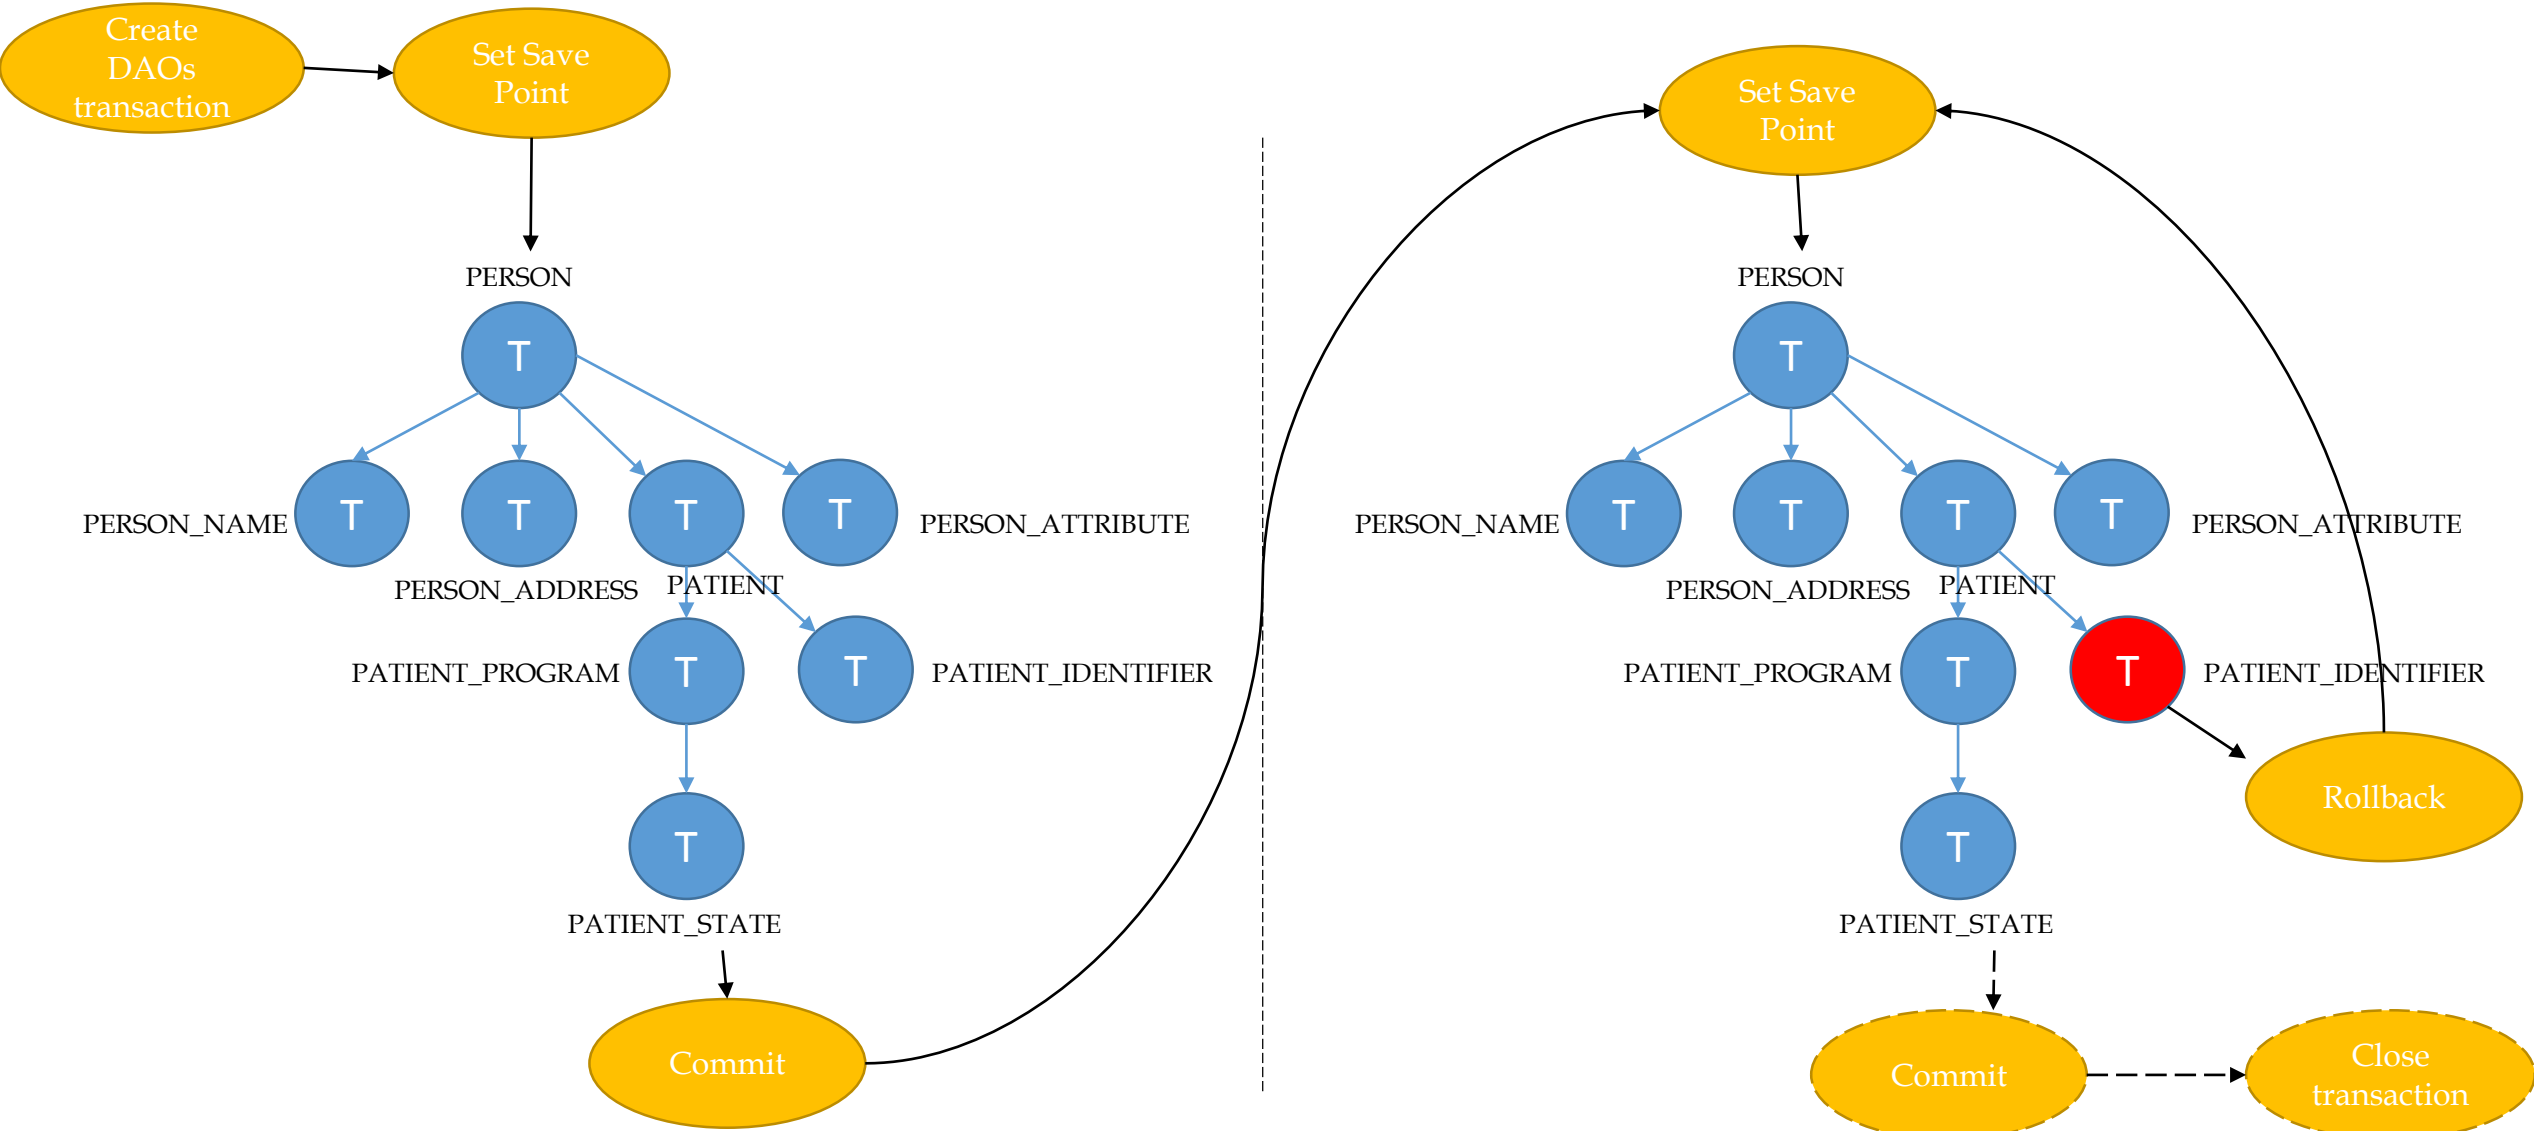 Create
DAOs
transaction
Set Save
Point
PERSON
T
T
T
T
T
PERSON_NAME
PERSON_ATTRIBUTE
PERSON_ADDRESS
PATIENT
PATIENT_PROGRAM
T
T
PATIENT_IDENTIFIER
T
PATIENT_STATE
Commit
Set Save
Point
PERSON
T
T
T
T
T
PERSON_NAME
PERSON_ATTRIBUTE
PERSON_ADDRESS
PATIENT
PATIENT_PROGRAM
T
T
PATIENT_IDENTIFIER
Rollback
T
PATIENT_STATE
Commit
Close
transaction